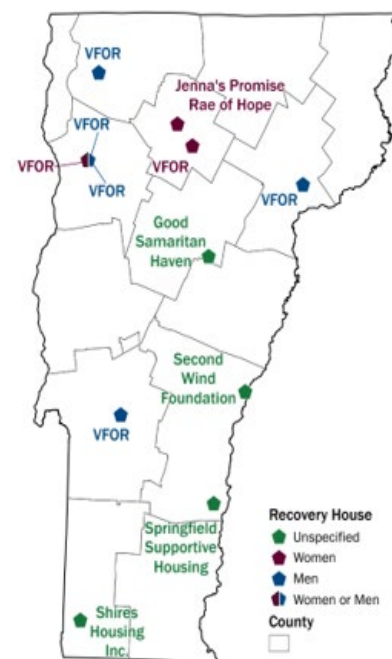 VFOR
Jenna's Promise
Rae of Hope
VFOR
VFOR
VFOR
VFOR
VFOR
Good
Samaritan
Haven
Second
Wind
Foundation
VFOR
Springfield
Supportive
Housing
Shires
Housing
Inc.
Recovery House
Unspecified
Women
Men
Women or Men
County